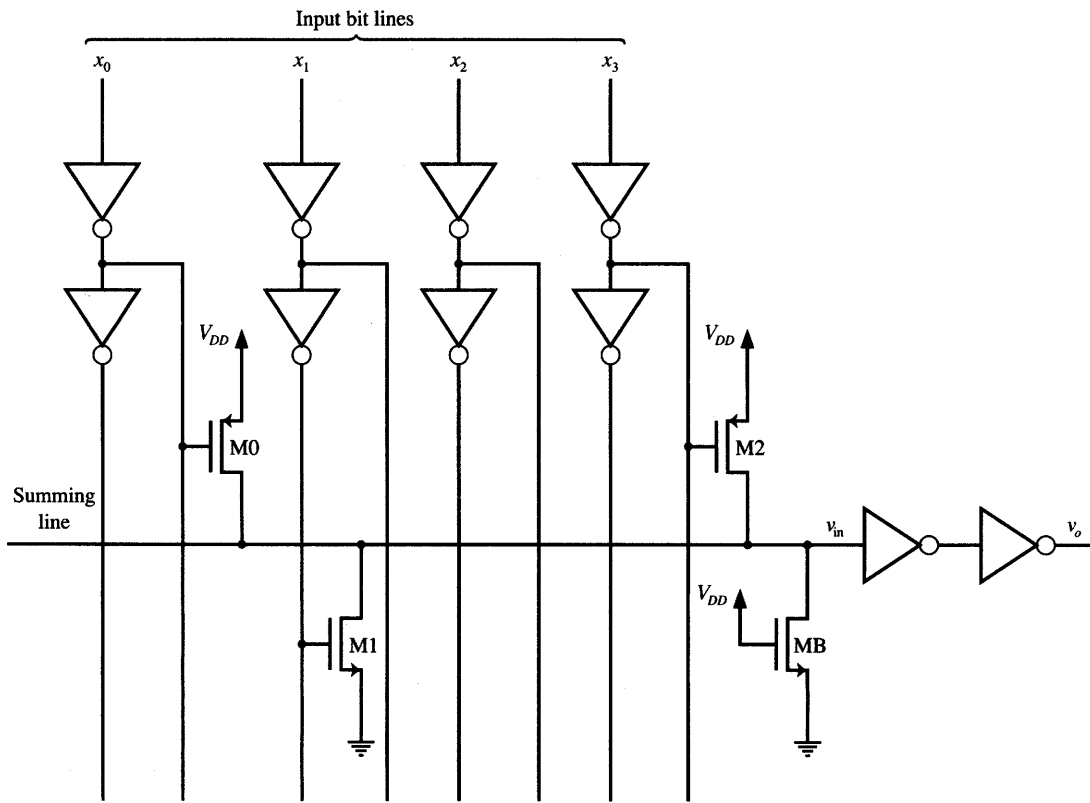 Input bit lines
x0 x1 x2 x3
VDD VDD
M0 M2
Summing line
vin vo
VDD
M1 MB